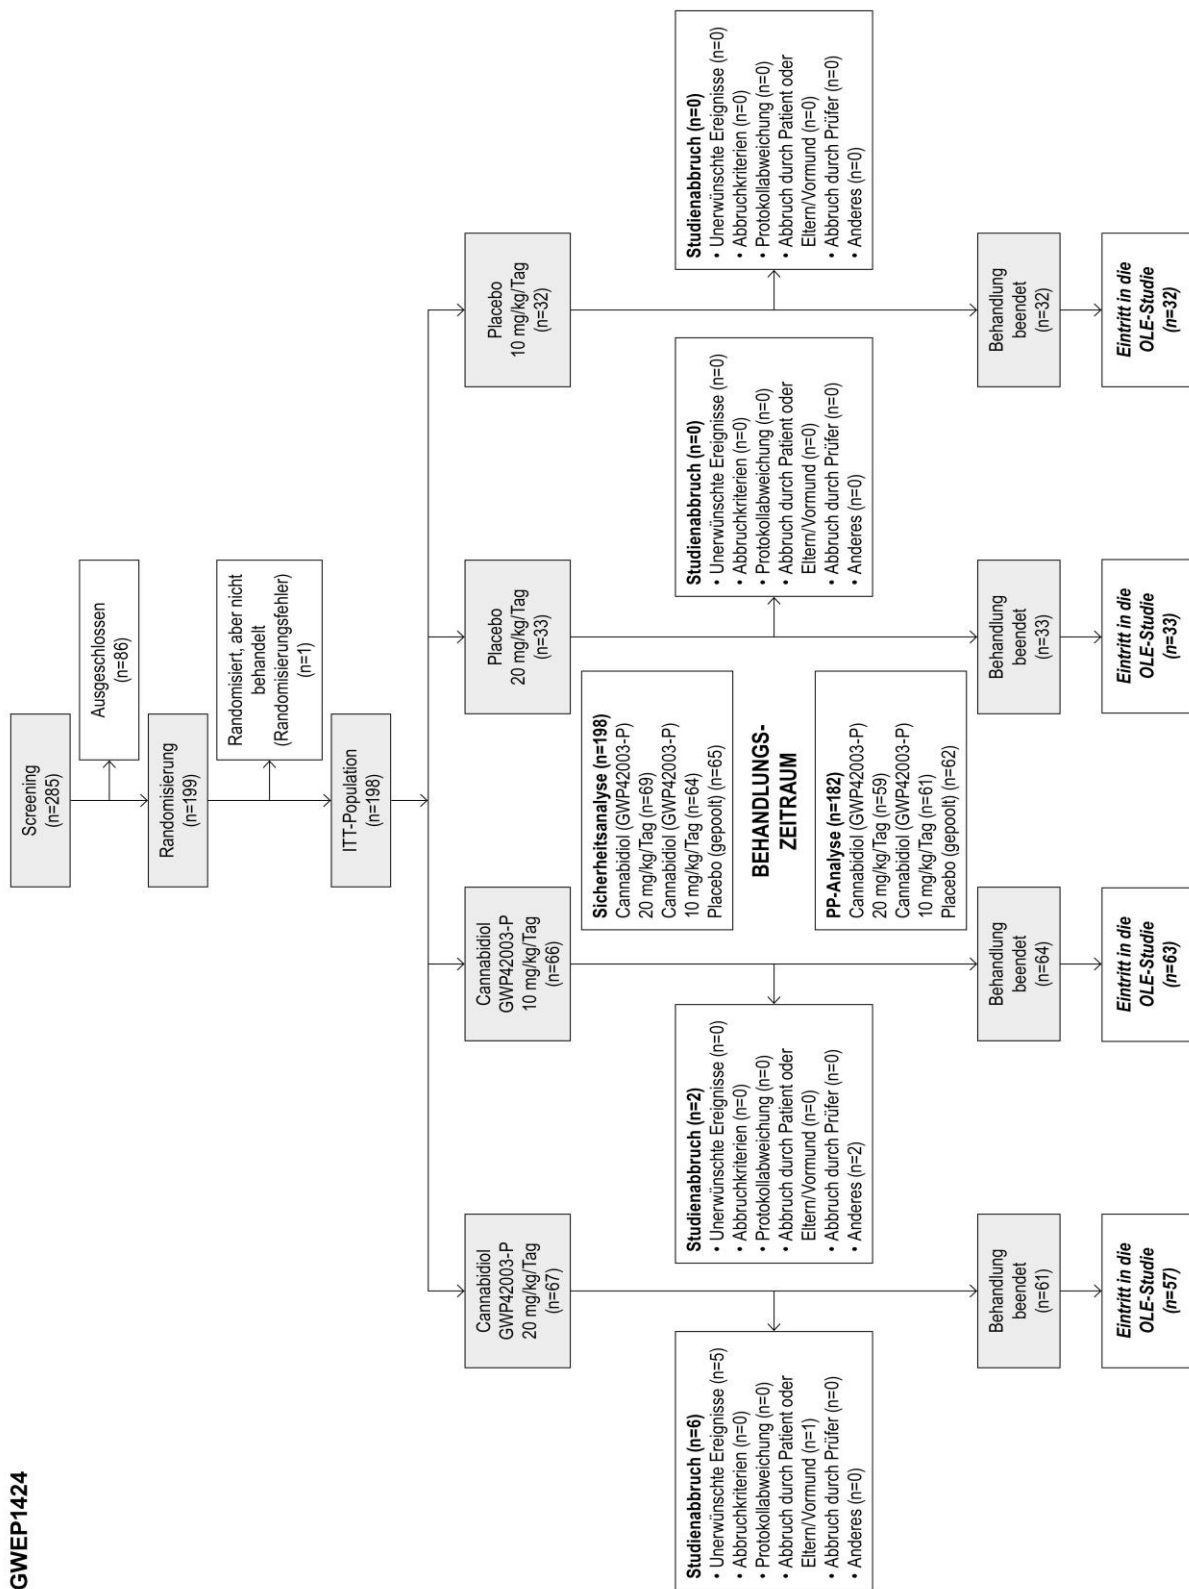 GWEP1424
Screening
(n=285)
Ausgeschlossen
(n=86)
Randomisierung
(n=199)
Randomisiert, aber nicht
behandelt
(Randomisierungsfehler)
(n=1)
ITT-Population
(n=198)
Cannabidiol
GWP42003-P
20 mg/kg/Tag
(n=67)
Cannabidiol
GWP42003-P
10 mg/kg/Tag
(n=66)
Placebo
20 mg/kg/Tag
(n=33)
Placebo
10 mg/kg/Tag
(n=32)
Sicherheitsanalyse (n=198)
Cannabidiol (GWP42003-P)
20 mg/kg/Tag (n=69)
Cannabidiol (GWP42003-P)
10 mg/kg/Tag (n=64)
Placebo (gepoolt) (n=65)
BEHANDLUNGS-
ZEITRAUM
PP-Analyse (n=182)
Cannabidiol (GWP42003-P)
20 mg/kg/Tag (n=59)
Cannabidiol (GWP42003-P)
10 mg/kg/Tag (n=61)
Placebo (gepoolt) (n=62)
Studienabbruch (n=6)
• Unerwünschte Ereignisse (n=5)
• Abbruchkriterien (n=0)
• Protokollabweichung (n=0)
• Abbruch durch Patient oder
Eltern/Vormund (n=1)
• Abbruch durch Prüfer (n=0)
• Anderes (n=0)
Studienabbruch (n=2)
• Unerwünschte Ereignisse (n=0)
• Abbruchkriterien (n=0)
• Protokollabweichung (n=0)
• Abbruch durch Patient oder
Eltern/Vormund (n=0)
• Abbruch durch Prüfer (n=0)
• Anderes (n=2)
Studienabbruch (n=0)
• Unerwünschte Ereignisse (n=0)
• Abbruchkriterien (n=0)
• Protokollabweichung (n=0)
• Abbruch durch Patient oder
Eltern/Vormund (n=0)
• Abbruch durch Prüfer (n=0)
• Anderes (n=0)
Studienabbruch (n=0)
• Unerwünschte Ereignisse (n=0)
• Abbruchkriterien (n=0)
• Protokollabweichung (n=0)
• Abbruch durch Patient oder
Eltern/Vormund (n=0)
• Abbruch durch Prüfer (n=0)
• Anderes (n=0)
Behandlung
beendet
(n=61)
Behandlung
beendet
(n=64)
Behandlung
beendet
(n=33)
Behandlung
beendet
(n=32)
Eintritt in die
OLE-Studie
(n=57)
Eintritt in die
OLE-Studie
(n=63)
Eintritt in die
OLE-Studie
(n=33)
Eintritt in die
OLE-Studie
(n=32)